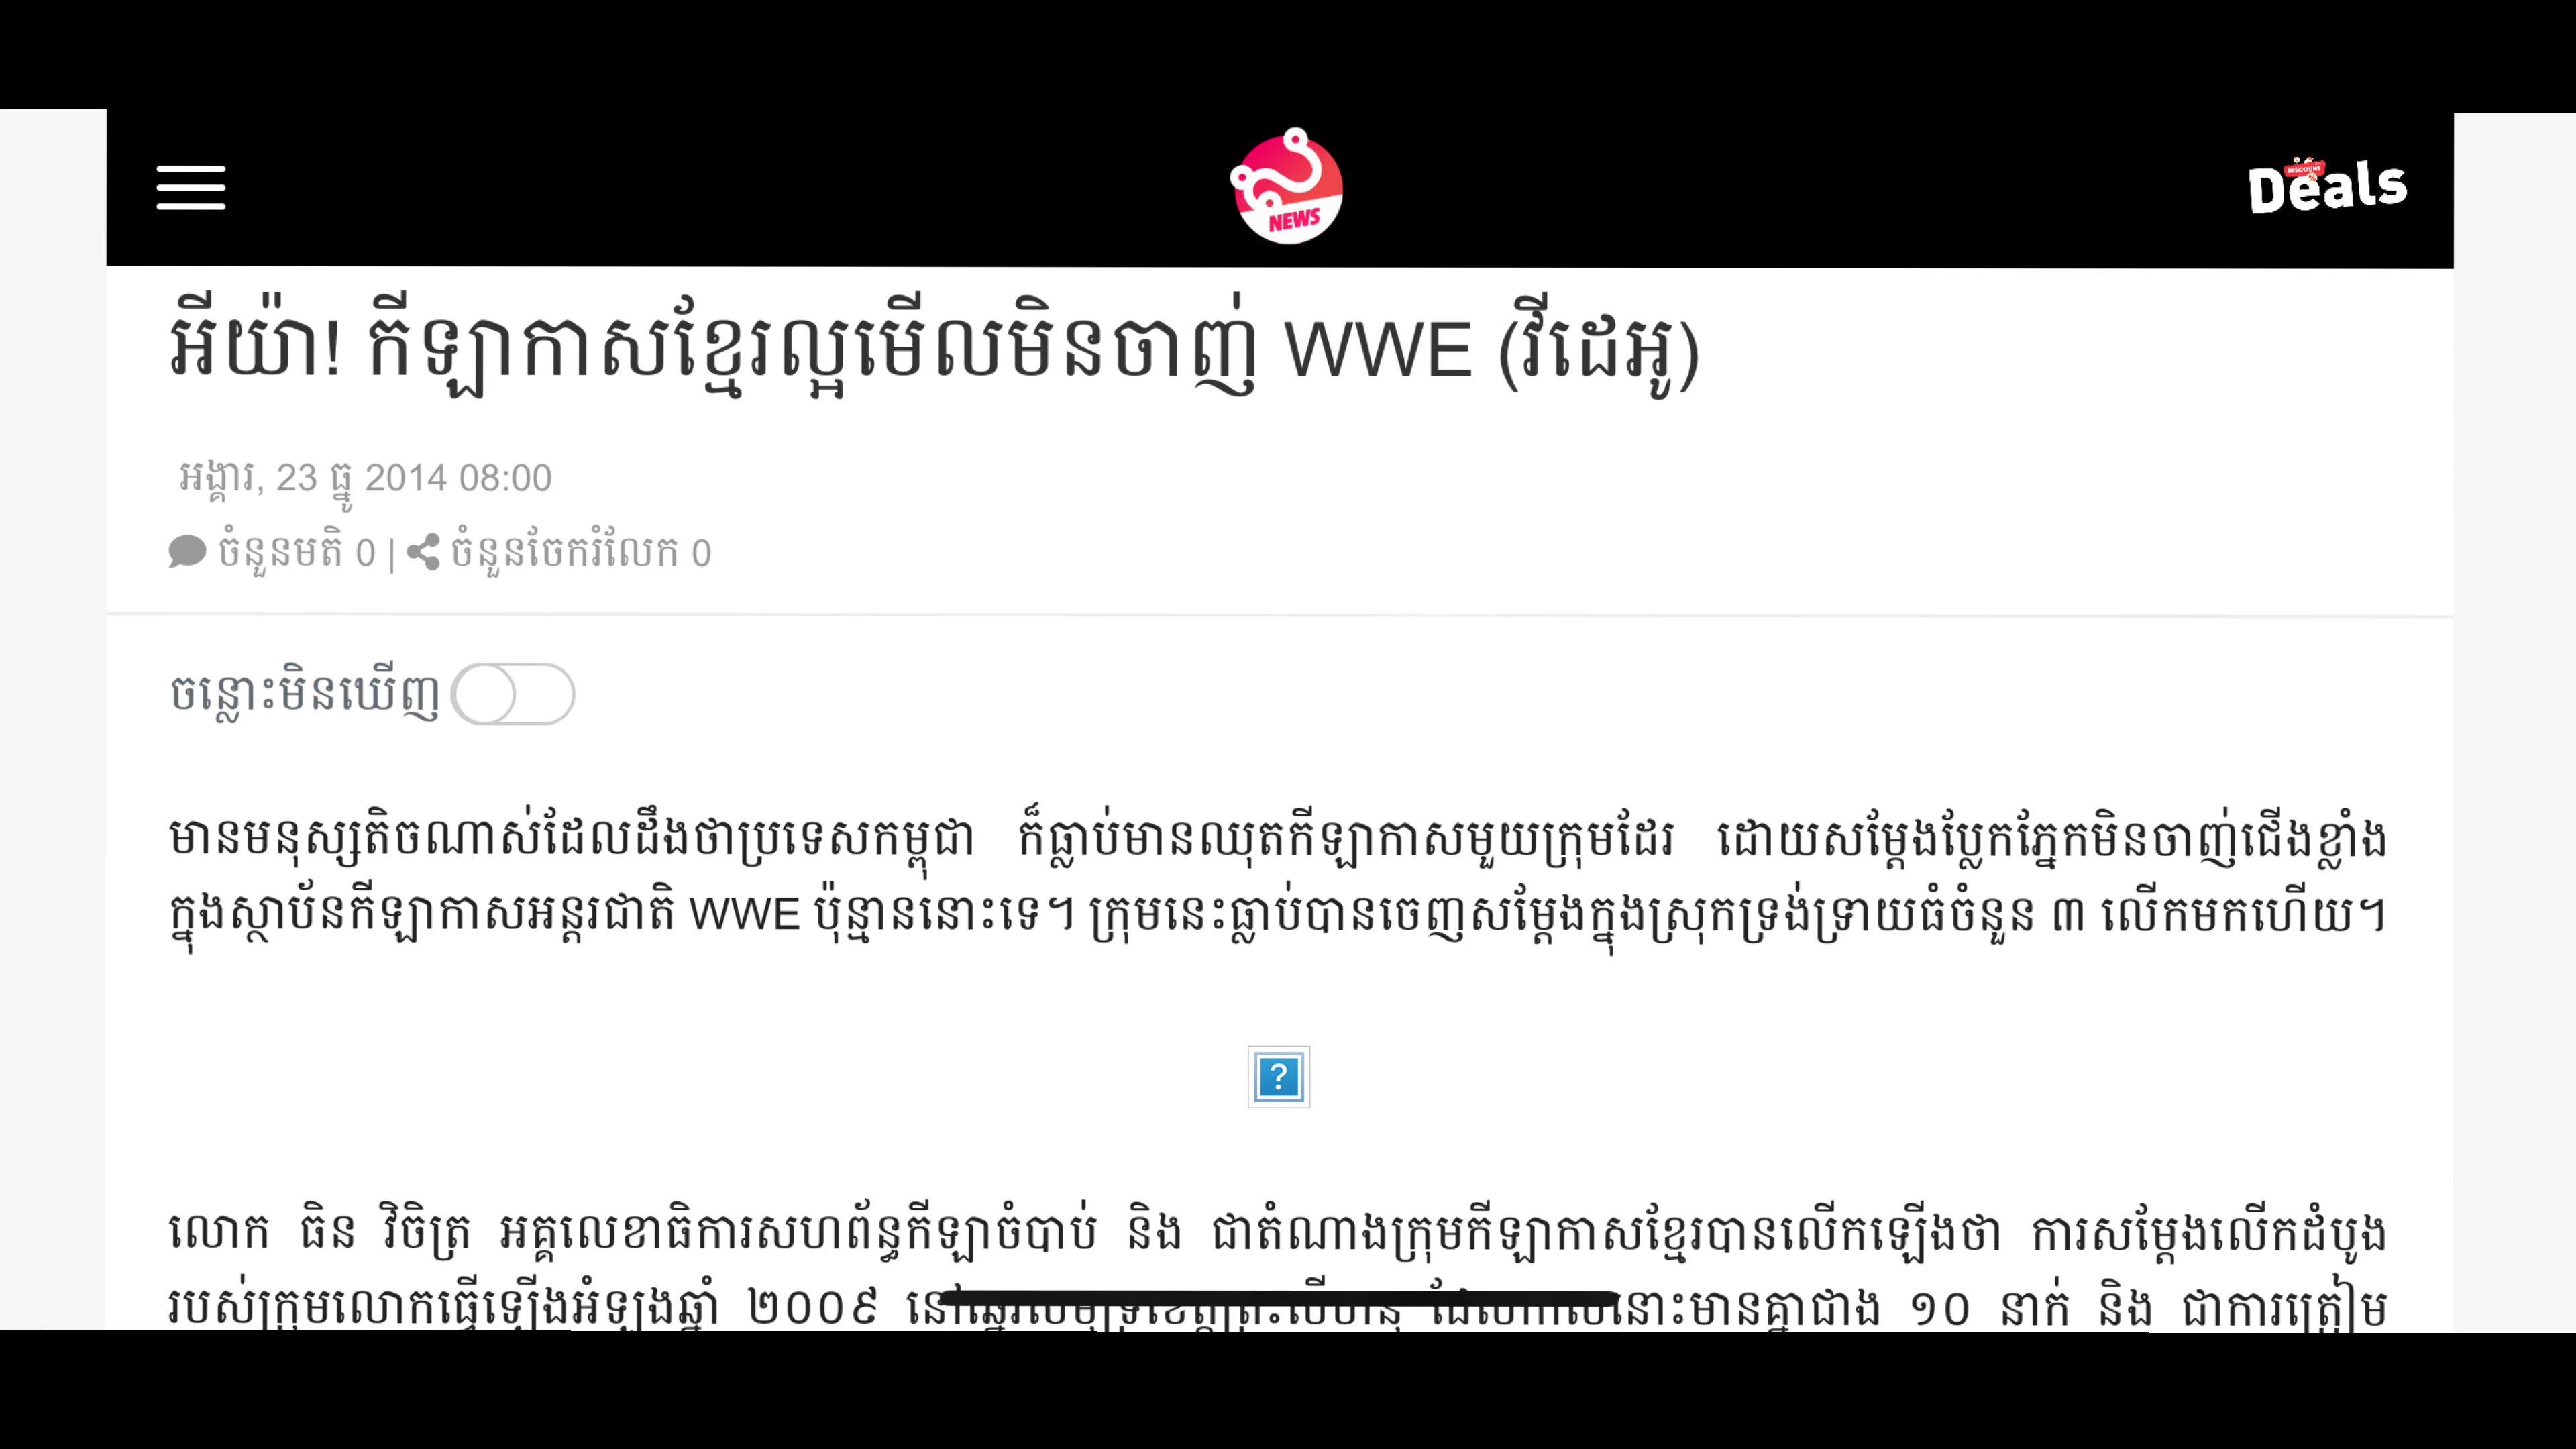 NEWS
DISCOUNT
Deals
អីយ៉ា! កីឡាកាសខ្មែរល្អមើលមិនចាញ់ WWE (វីដេអូ)
អង្គារ, 23 ធ្នូ 2014 08:00
ចំនួនមតិ 0 | ចំនួនចែករំលែក 0
ចន្លោះមិនឃើញ
មានមនុស្សតិចណាស់ដែលដឹងថាប្រទេសកម្ពុជា ក៏ធ្លាប់មានឈុតកីឡាកាសមួយក្រុមដែរ ដោយសម្ដែងប្លែកភ្នែកមិនចាញ់ជើងខ្លាំង
ក្នុងស្ថាប័នកីឡាកាសអន្តរជាតិ WWE ប៉ុន្មាននោះទេ។ ក្រុមនេះធ្លាប់បានចេញសម្ដែងក្នុងស្រុកទ្រង់ទ្រាយធំចំនួន ៣ លើកមកហើយ។
លោក ធិន វិចិត្រ អគ្គលេខាធិការសហព័ន្ធកីឡាចំបាប់ និង ជាតំណាងក្រុមកីឡាកាសខ្មែរបានលើកឡើងថា ការសម្ដែងលើកដំបូង
របស់ក្រុមលោកធ្វើឡើងអំឡុងឆ្នាំ ២០០៩ នោះមានគ្នាជាង ១០ នាក់ និង ជាការត្រៀម